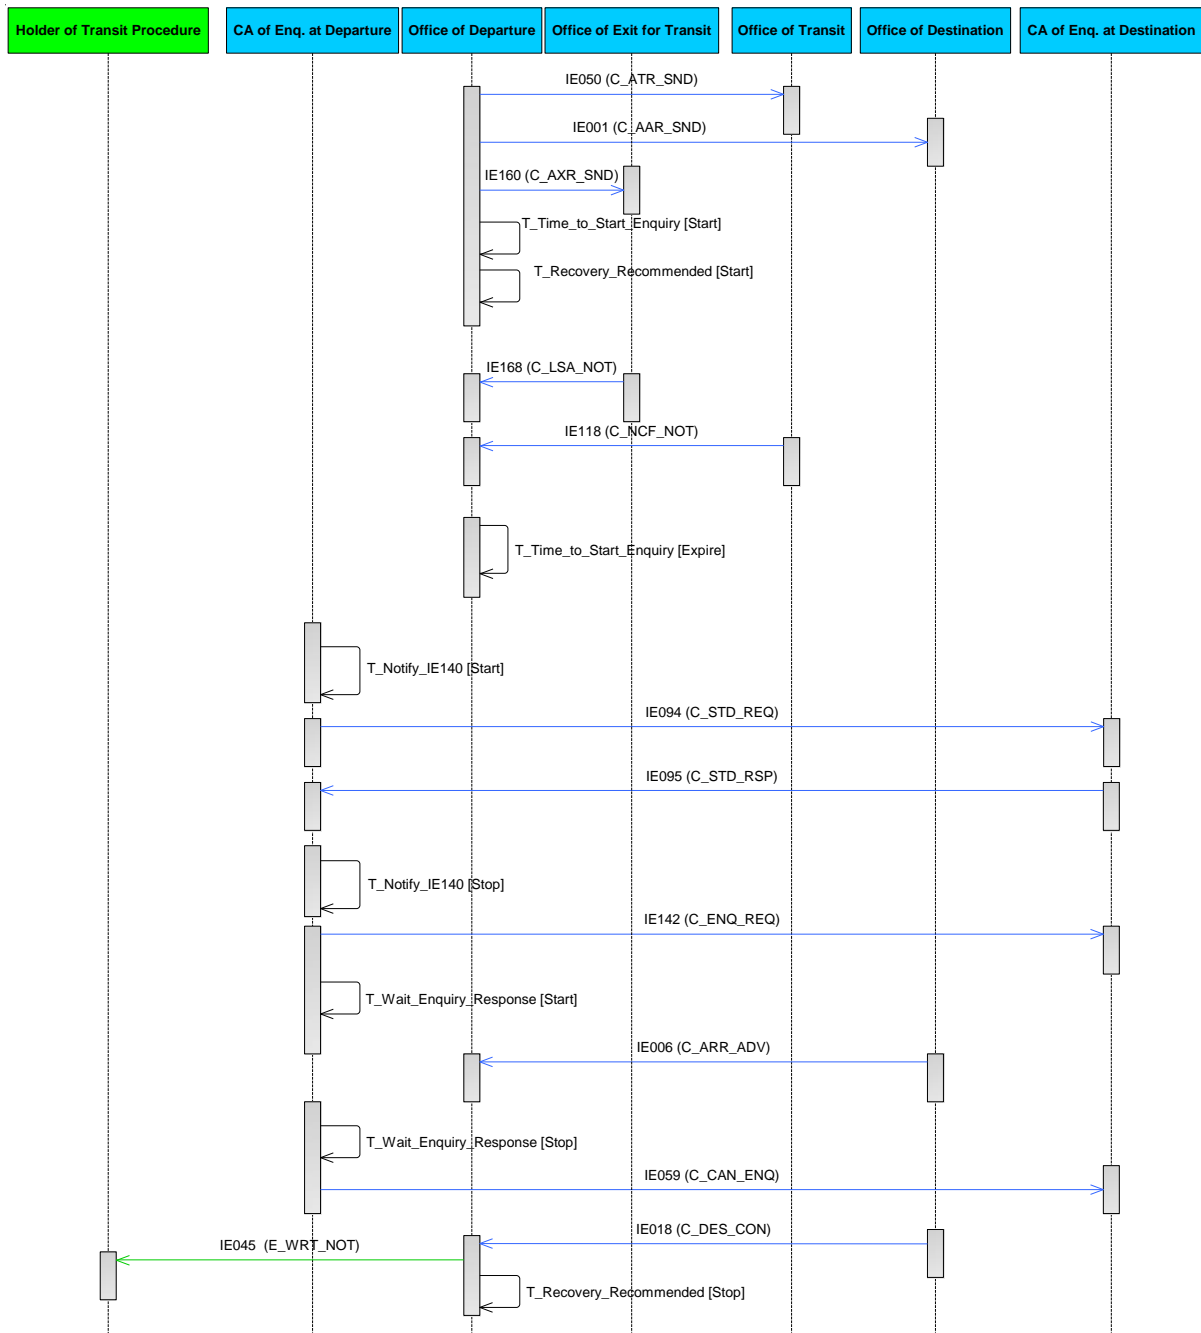 Holder of Transit Procedure
CA of Enq. at Departure
Office of Departure
Office of Exit for Transit
Office of Transit
Office of Destination
CA of Enq. at Destination
IE050 (C_ATR_SND)
IE001 (C_AAR_SND)
IE160 (C_AXR_SND)
T_Time_to_Start_Enquiry [Start]
T_Recovery_Recommended [Start]
IE168 (C_LSA_NOT)
IE118 (C_NCF_NOT)
T_Time_to_Start_Enquiry [Expire]
T_Notify_IE140 [Start]
IE094 (C_STD_REQ)
IE095 (C_STD_RSP)
T_Notify_IE140 [Stop]
IE142 (C_ENQ_REQ)
T_Wait_Enquiry_Response [Start]
IE006 (C_ARR_ADV)
T_Wait_Enquiry_Response [Stop]
IE059 (C_CAN_ENQ)
IE018 (C_DES_CON)
IE045  (E_WRT_NOT)
T_Recovery_Recommended [Stop]